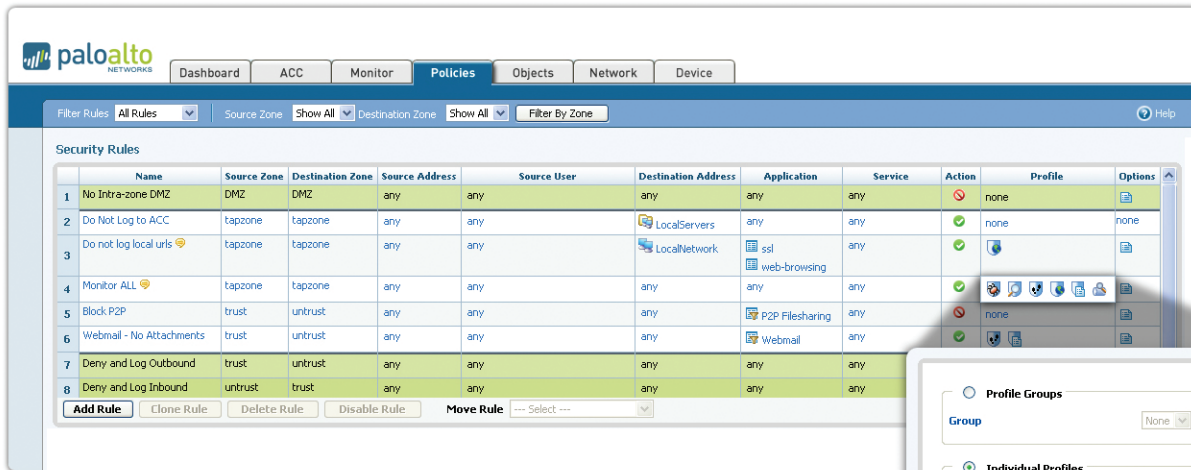 paloalto
NETWORKS
Dashboard ACC Monitor Policies Objects Network Device
Filter Rules All Rules Source Zone Show All Destination Zone Show All Filter By Zone Help
Security Rules
Name Source Zone Destination Zone Source Address Source User Destination Address Application Service Action Profile Options
1 No Intra-zone DMZ DMZ DMZ any any any any any none
2 Do Not Log to ACC tapzone tapzone any any LocalServers any any none none
3 Do not log local urls tapzone tapzone any any LocalNetwork ssl any
web-browsing
4 Monitor ALL tapzone tapzone any any any any any
5 Block P2P trust untrust any any any P2P Filesharing any none
6 Webmail - No Attachments trust untrust any any any Webmail any
7 Deny and Log Outbound trust untrust any any any any any
8 Deny and Log Inbound untrust trust any any any any any
Add Rule Clone Rule Delete Rule Disable Rule Move Rule --- Select ---
Profile Groups
Group None
Individual Profiles